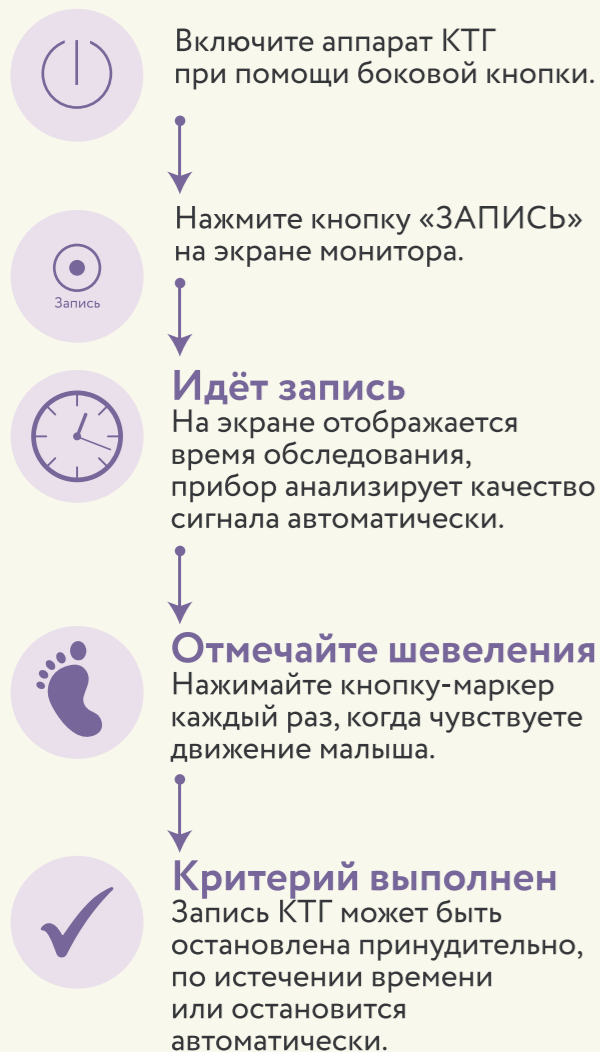 Включите аппарат КТГ
при помощи боковой кнопки.
Нажмите кнопку «ЗАПИСЬ»
на экране монитора.
Запись
Идёт запись
На экране отображается
время обследования,
прибор анализирует качество
сигнала автоматически.
Отмечайте шевеления
Нажимайте кнопку-маркер
каждый раз, когда чувствуете
движение малыша.
Критерий выполнен
Запись КТГ может быть
остановлена принудительно,
по истечении времени
или остановится
автоматически.